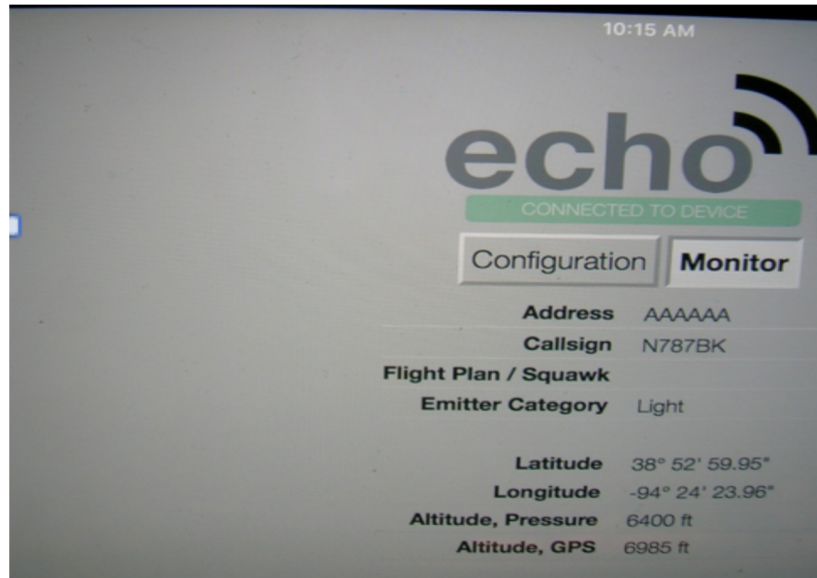 10:15 AM
echo
CONNECTED TO DEVICE
Configuration Monitor
Address AAAAAA
Callsign N787BK
Flight Plan / Squawk
Emitter Category Light
Latitude 38° 52' 59.95"
Longitude -94° 24' 23.96"
Altitude, Pressure 6400 ft
Altitude, GPS 6985 ft